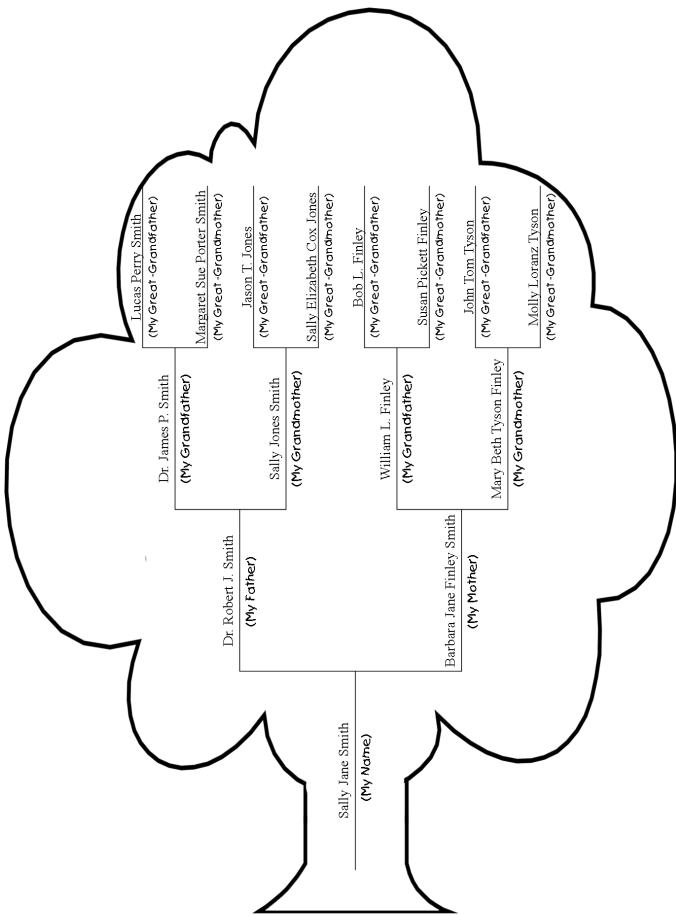 Lucas Perry Smith
(My Great-Grandfather)
Margaret Sue Porter Smith
(My Great-Grandmother)
Jason T. Jones
(My Great-Grandfather)
Sally Elizabeth Cox Jones
(My Great-Grandmother)
Bob L. Finley
(My Great-Grandfather)
Susan Pickett Finley
(My Great-Grandmother)
John Tom Tyson
(My Great-Grandfather)
Molly Loranz Tyson
(My Great-Grandmother)
Dr. James P. Smith
(My Grandfather)
Sally Jones Smith
(My Grandmother)
William L. Finley
(My Grandfather)
Mary Beth Tyson Finley
(My Grandmother)
Dr. Robert J. Smith
(My Father)
Barbara Jane Finley Smith
(My Mother)
Sally Jane Smith
(My Name)